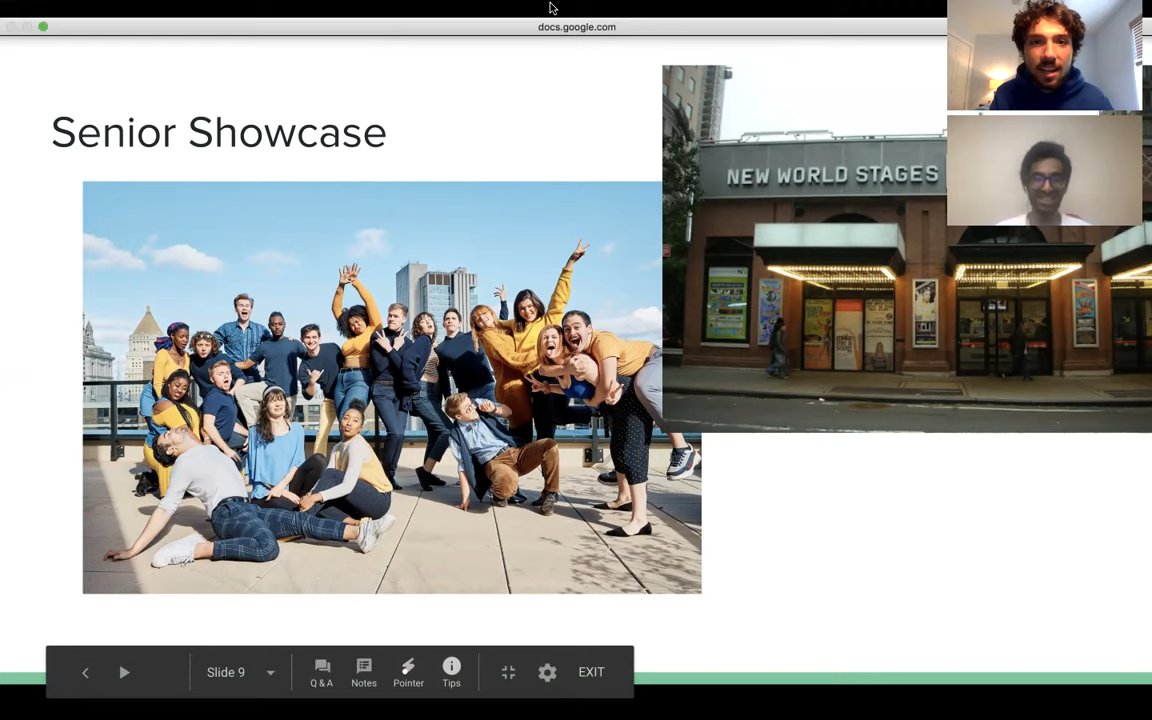 docs.google.com
Senior Showcase
NEW WORLD STAGES
Slide 9
Q & A
Notes
Pointer
Tips
EXIT